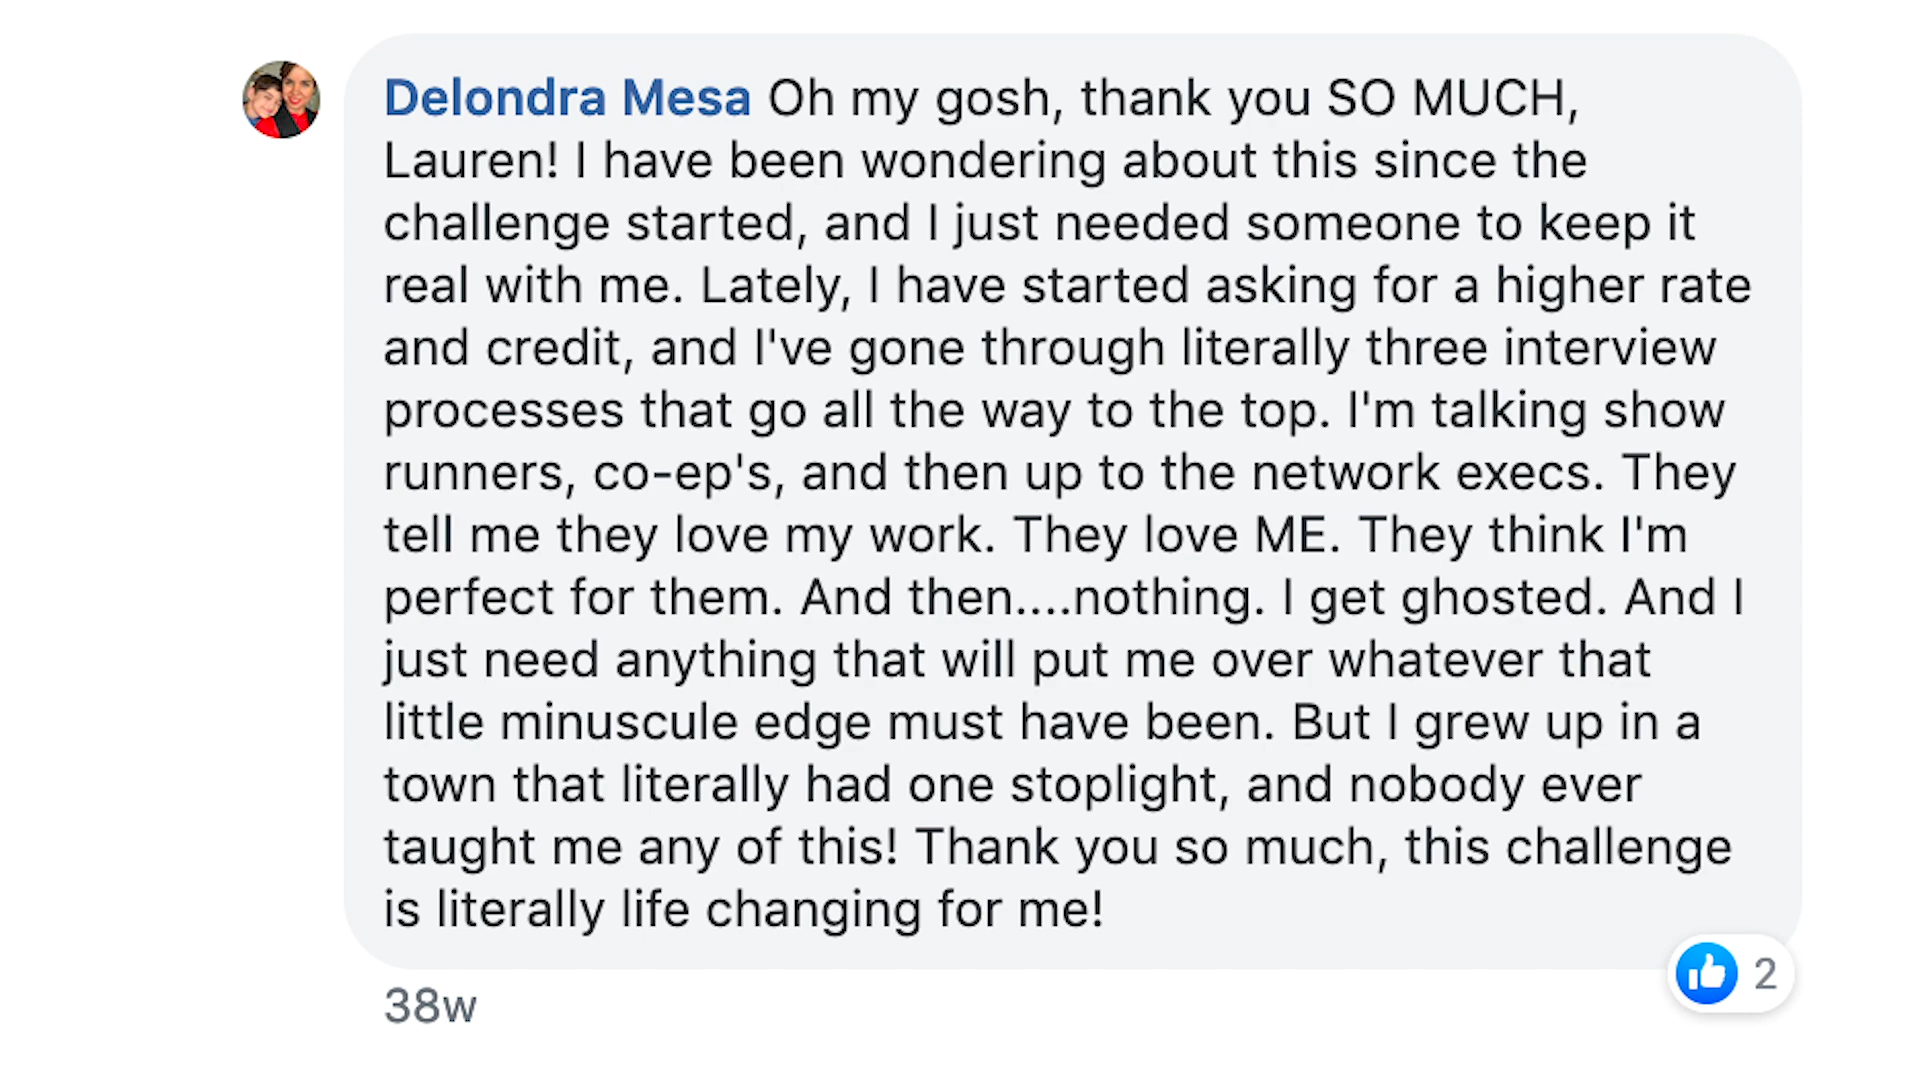 Delondra Mesa Oh my gosh, thank you SO MUCH,
Lauren! I have been wondering about this since the
challenge started, and I just needed someone to keep it
real with me. Lately, I have started asking for a higher rate
and credit, and I've gone through literally three interview
processes that go all the way to the top. I'm talking show
runners, co-ep's, and then up to the network execs. They
tell me they love my work. They love ME. They think I'm
perfect for them. And then....nothing. I get ghosted. And I
just need anything that will put me over whatever that
little minuscule edge must have been. But I grew up in a
town that literally had one stoplight, and nobody ever
taught me any of this! Thank you so much, this challenge
is literally life changing for me!
2
38w